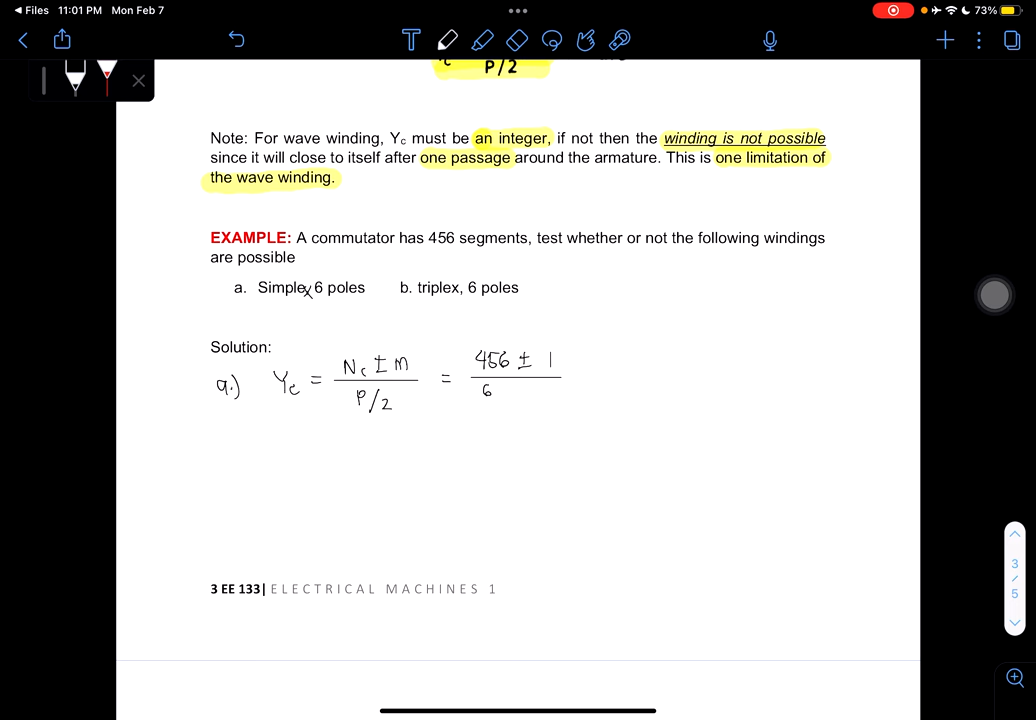 Files 11:01 PM Mon Feb 7 73%
T
P/2
Note: For wave winding, Yc must be an integer, if not then the winding is not possible
since it will close to itself after one passage around the armature. This is one limitation of
the wave winding.
EXAMPLE: A commutator has 456 segments, test whether or not the following windings
are possible
a. Simplex 6 poles b. triplex, 6 poles
Solution:
a.) Yc = Nc ± m / P/2 = 456 ± 1 / 6
3 EE 133| ELECTRICAL MACHINES 1
3 / 5